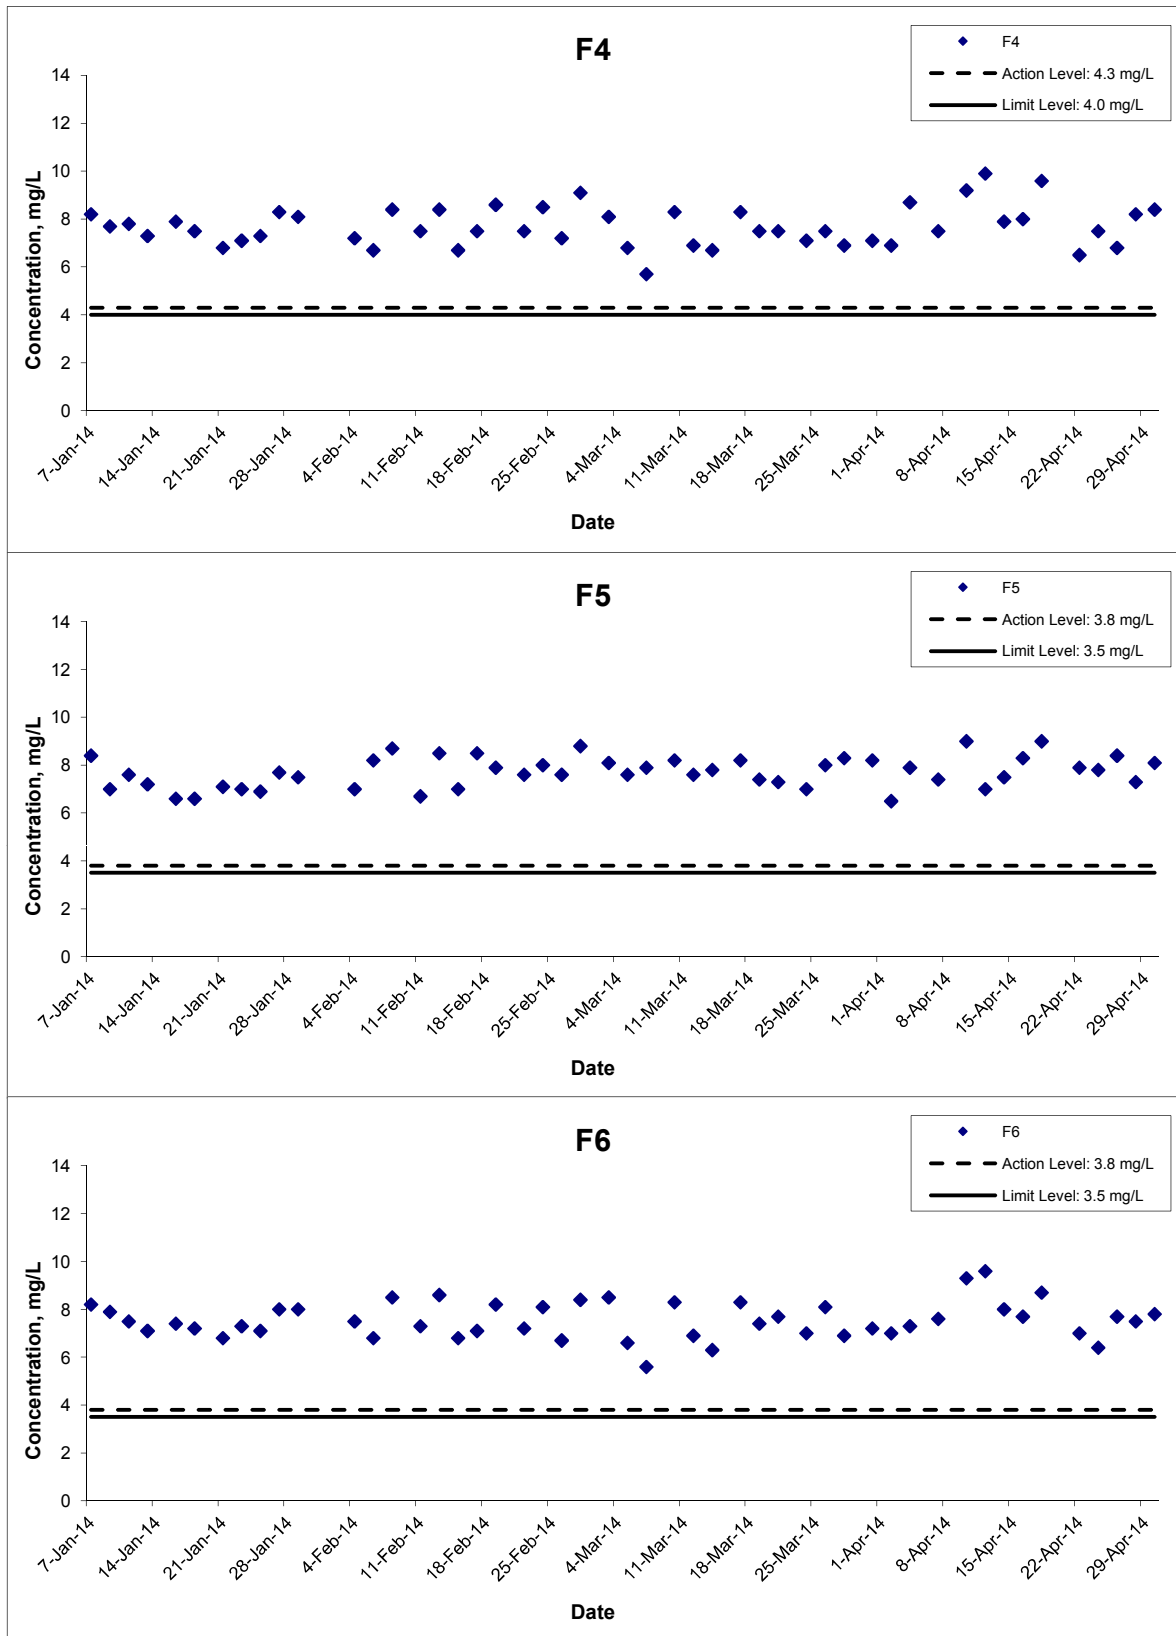 F4
F4
Action Level: 4.3 mg/L
Limit Level: 4.0 mg/L
Concentration, mg/L
14
12
10
8
6
4
2
0
7-Jan-14
14-Jan-14
21-Jan-14
28-Jan-14
4-Feb-14
11-Feb-14
18-Feb-14
25-Feb-14
4-Mar-14
11-Mar-14
18-Mar-14
25-Mar-14
1-Apr-14
8-Apr-14
15-Apr-14
22-Apr-14
29-Apr-14
Date
F5
F5
Action Level: 3.8 mg/L
Limit Level: 3.5 mg/L
Concentration, mg/L
14
12
10
8
6
4
2
0
7-Jan-14
14-Jan-14
21-Jan-14
28-Jan-14
4-Feb-14
11-Feb-14
18-Feb-14
25-Feb-14
4-Mar-14
11-Mar-14
18-Mar-14
25-Mar-14
1-Apr-14
8-Apr-14
15-Apr-14
22-Apr-14
29-Apr-14
Date
F6
F6
Action Level: 3.8 mg/L
Limit Level: 3.5 mg/L
Concentration, mg/L
14
12
10
8
6
4
2
0
7-Jan-14
14-Jan-14
21-Jan-14
28-Jan-14
4-Feb-14
11-Feb-14
18-Feb-14
25-Feb-14
4-Mar-14
11-Mar-14
18-Mar-14
25-Mar-14
1-Apr-14
8-Apr-14
15-Apr-14
22-Apr-14
29-Apr-14
Date